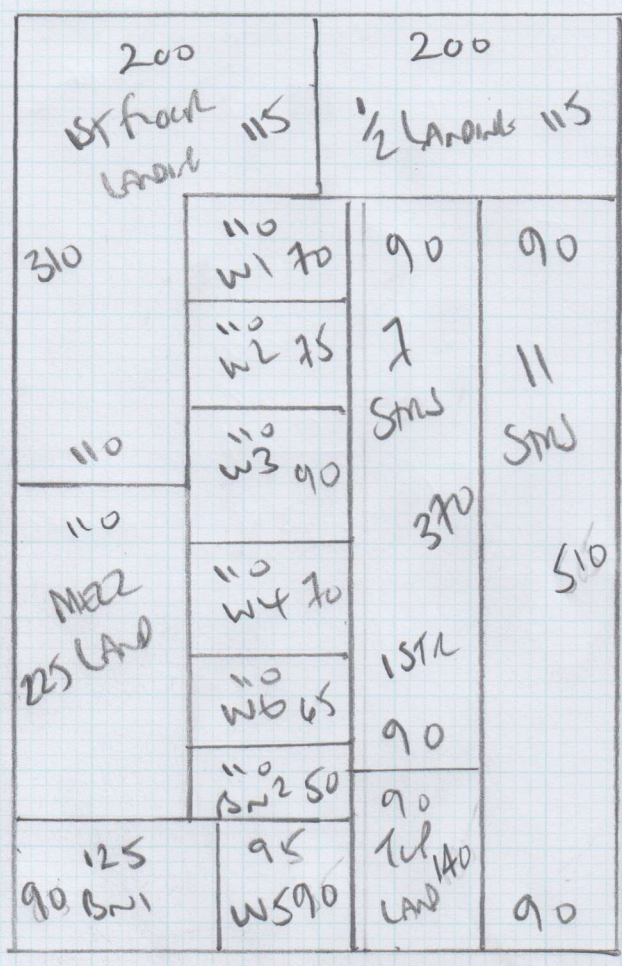 200
1ST FLOOR 115
LANDING
310
110
200
1/2 LANDING 115
110
W1 70
110
W2 75
110
W3 90
110
W4 70
110
W6 65
110
BN2 50
90
7
STRS
370
1 STR
90
90
11
STRS
510
90
110
MEZZ
225 LAND
125
90 BN1
95
W5 90
90
140
LAND